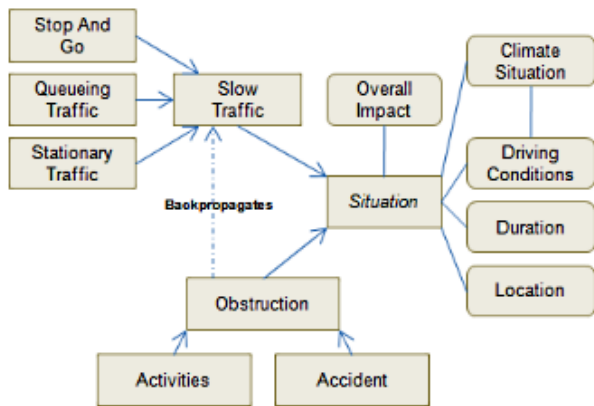 Stop And
Go
Queueing
Traffic
Stationary
Traffic
Slow
Traffic
Overall
Impact
Climate
Situation
Driving
Conditions
Backpropagates
Situation
Duration
Location
Obstruction
Activities
Accident